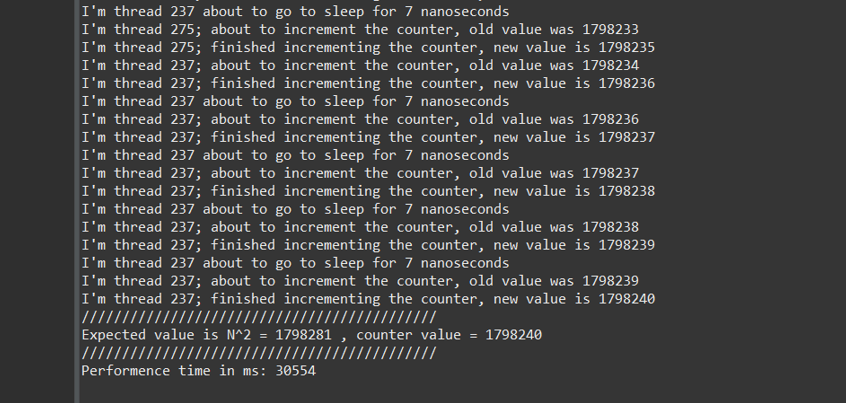 I'm thread 237 about to go to sleep for 7 nanoseconds
I'm thread 275; about to increment the counter, old value was 1798233
I'm thread 275; finished incrementing the counter, new value is 1798235
I'm thread 237; about to increment the counter, old value was 1798234
I'm thread 237; finished incrementing the counter, new value is 1798236
I'm thread 237 about to go to sleep for 7 nanoseconds
I'm thread 237; about to increment the counter, old value was 1798236
I'm thread 237; finished incrementing the counter, new value is 1798237
I'm thread 237 about to go to sleep for 7 nanoseconds
I'm thread 237; about to increment the counter, old value was 1798237
I'm thread 237; finished incrementing the counter, new value is 1798238
I'm thread 237 about to go to sleep for 7 nanoseconds
I'm thread 237; about to increment the counter, old value was 1798238
I'm thread 237; finished incrementing the counter, new value is 1798239
I'm thread 237 about to go to sleep for 7 nanoseconds
I'm thread 237; about to increment the counter, old value was 1798239
I'm thread 237; finished incrementing the counter, new value is 1798240
////////////////////////////////////////////
Expected value is N^2 = 1798281 , counter value = 1798240
////////////////////////////////////////////
Performence time in ms: 30554